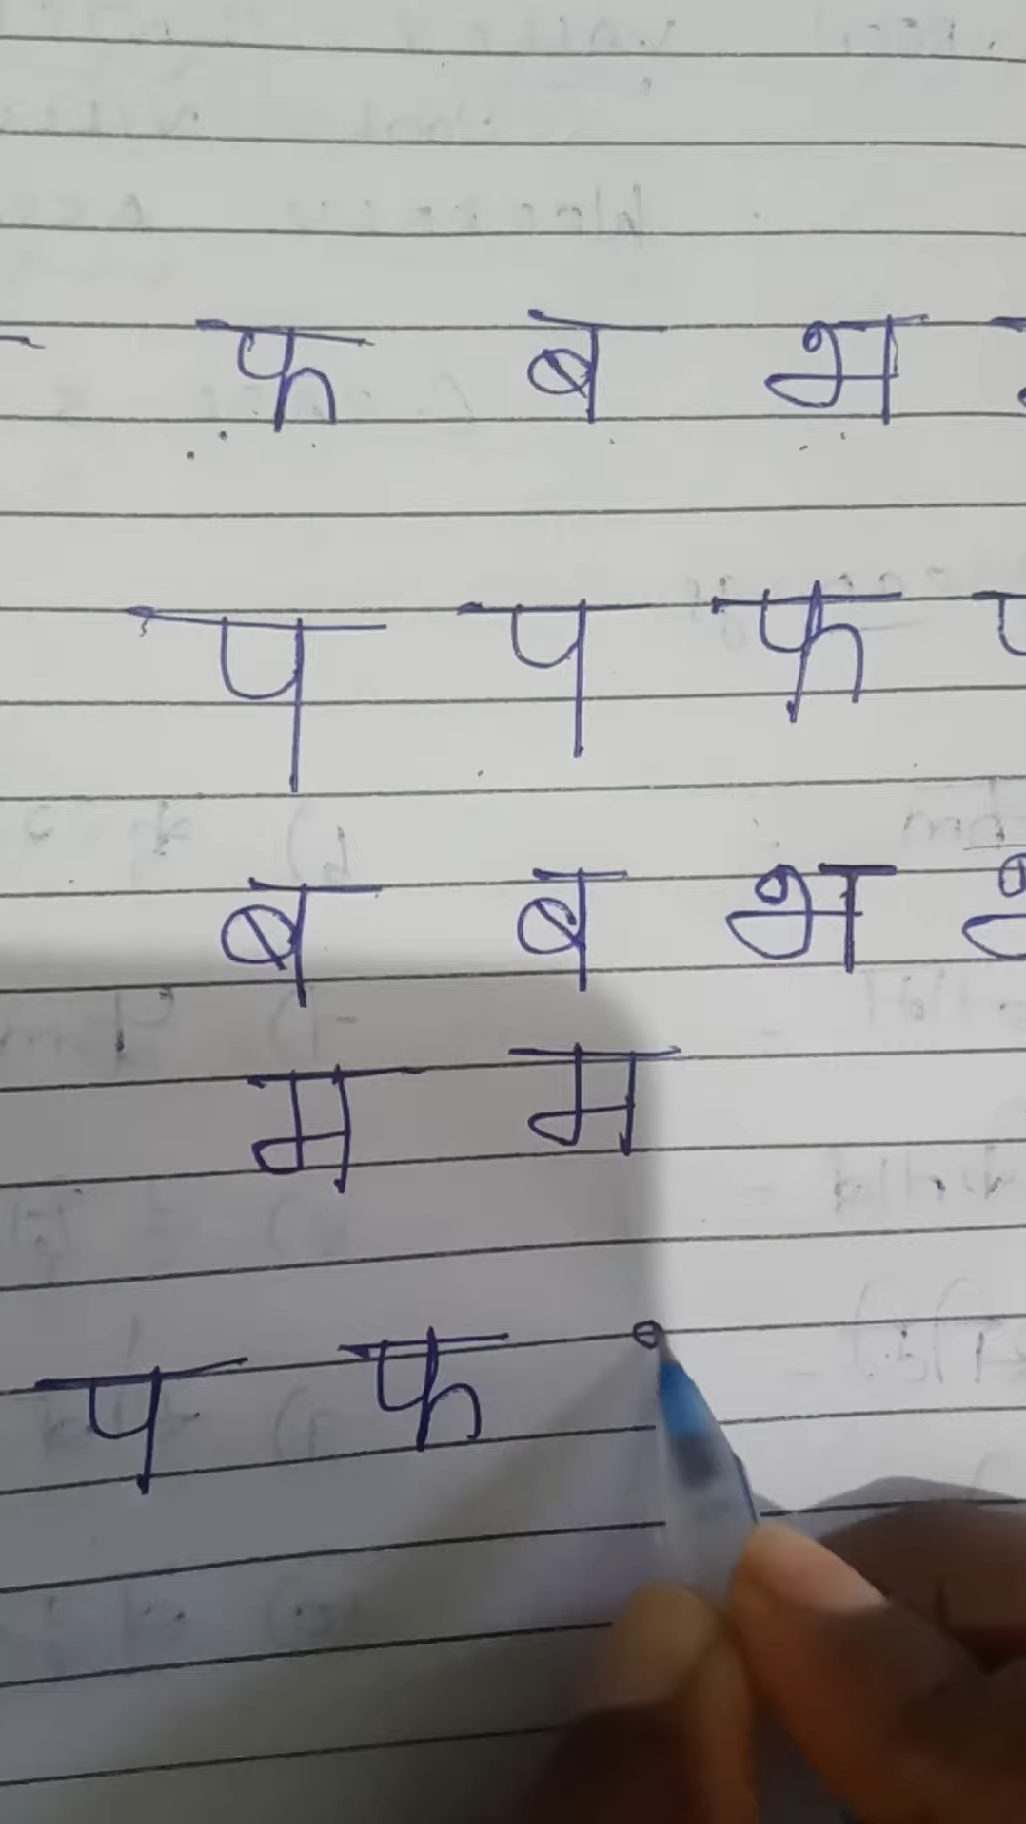 फ ब भ
प प फ
ब ब भ
म म
प फ